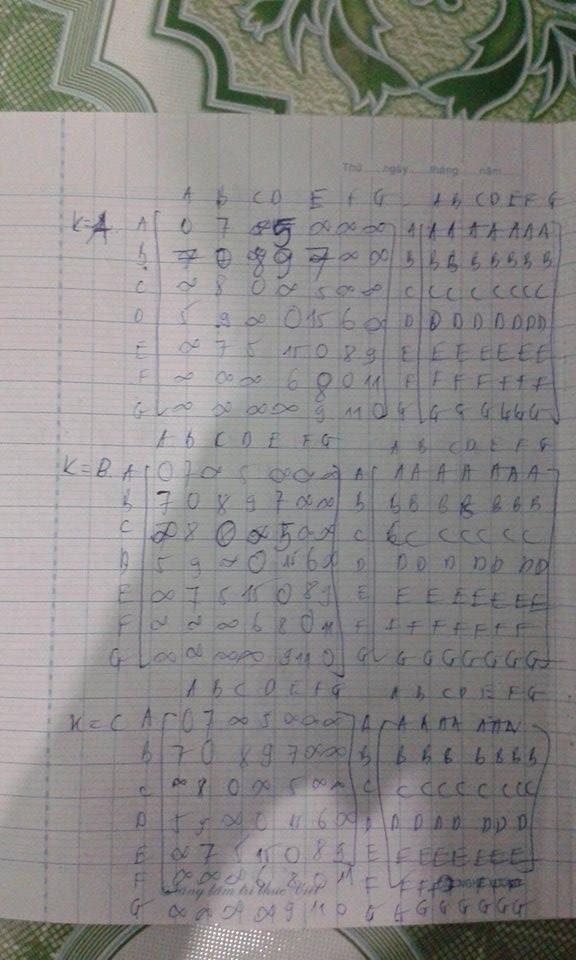 Thứ ngày tháng năm
A B C D E F G A B C D E F G
K=A A 0 7 ∞ 5 ∞ ∞ ∞ A A A A A A A A
B 7 0 8 9 7 ∞ ∞ B B B B B B B B
C ∞ 8 0 ∞ 5 ∞ ∞ C C C C C C C C
D 5 9 ∞ 0 15 6 ∞ D D D D D D D D
E ∞ 7 5 15 0 8 9 E E E E E E E E
F ∞ ∞ ∞ 6 8 0 11 F F F F F F F F
G ∞ ∞ ∞ ∞ 9 11 0 G G G G G G G G
A B C D E F G A B C D E F G
K=B A 0 7 ∞ 5 ∞ ∞ ∞ A A A A A A A A
B 7 0 8 9 7 ∞ ∞ B B B B B B B B
C ∞ 8 0 ∞ 5 ∞ ∞ C C C C C C C C
D 5 9 ∞ 0 15 6 ∞ D D D D D D D D
E ∞ 7 5 15 0 8 9 E E E E E E E E
F ∞ ∞ ∞ 6 8 0 11 F F F F F F F F
G ∞ ∞ ∞ ∞ 9 11 0 G G G G G G G G
A B C D E F G A B C D E F G
K=C A 0 7 ∞ 5 ∞ ∞ ∞ A A A A A A A A
B 7 0 8 9 7 ∞ ∞ B B B B B B B B
C ∞ 8 0 ∞ 5 ∞ ∞ C C C C C C C C
D 5 5 ∞ 0 15 6 ∞ D D D D D D D D
E ∞ 7 5 15 0 8 9 E E E E E E E E
F ∞ ∞ ∞ 6 8 0 11 F F F
Sáng tâm trí thức Việt
G ∞ ∞ ∞ ∞ 9 11 0 G G G G G G G G